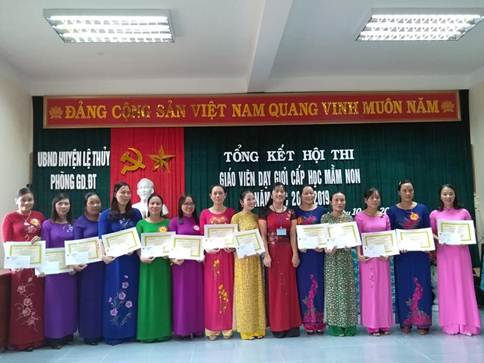 ĐẢNG CỘNG SẢN VIỆT NAM QUANG VINH MUÔN NĂM
UBND HUYỆN LỆ THỦY
PHÒNG GD,ĐT
TỔNG KẾT HỘI THI
GIÁO VIÊN DẠY GIỎI CẤP HỌC MẦM NON
NĂM 2019